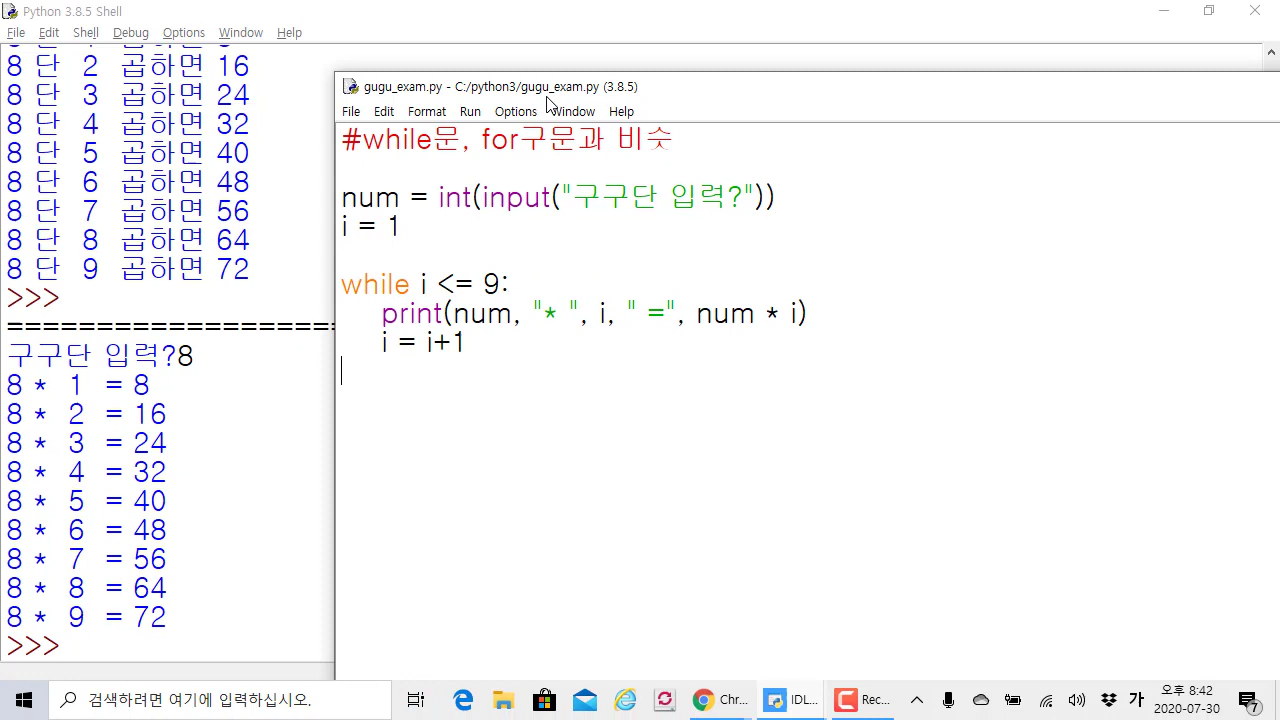 Python 3.8.5 Shell
File Edit Shell Debug Options Window Help
8 단 2 곱하면 16
8 단 3 곱하면 24
8 단 4 곱하면 32
8 단 5 곱하면 40
8 단 6 곱하면 48
8 단 7 곱하면 56
8 단 8 곱하면 64
8 단 9 곱하면 72
>>>
=======================
구구단 입력?8
8 * 1 = 8
8 * 2 = 16
8 * 3 = 24
8 * 4 = 32
8 * 5 = 40
8 * 6 = 48
8 * 7 = 56
8 * 8 = 64
8 * 9 = 72
>>>
gugu_exam.py - C:/python3/gugu_exam.py (3.8.5)
File Edit Format Run Options Window Help
#while문, for구문과 비슷
num = int(input("구구단 입력?"))
i = 1
while i <= 9:
print(num, "* ", i, " =", num * i)
i = i+1
검색하려면 여기에 입력하십시오.
Chr...
IDL...
Rec...
가
오후 8:42
2020-07-30
7